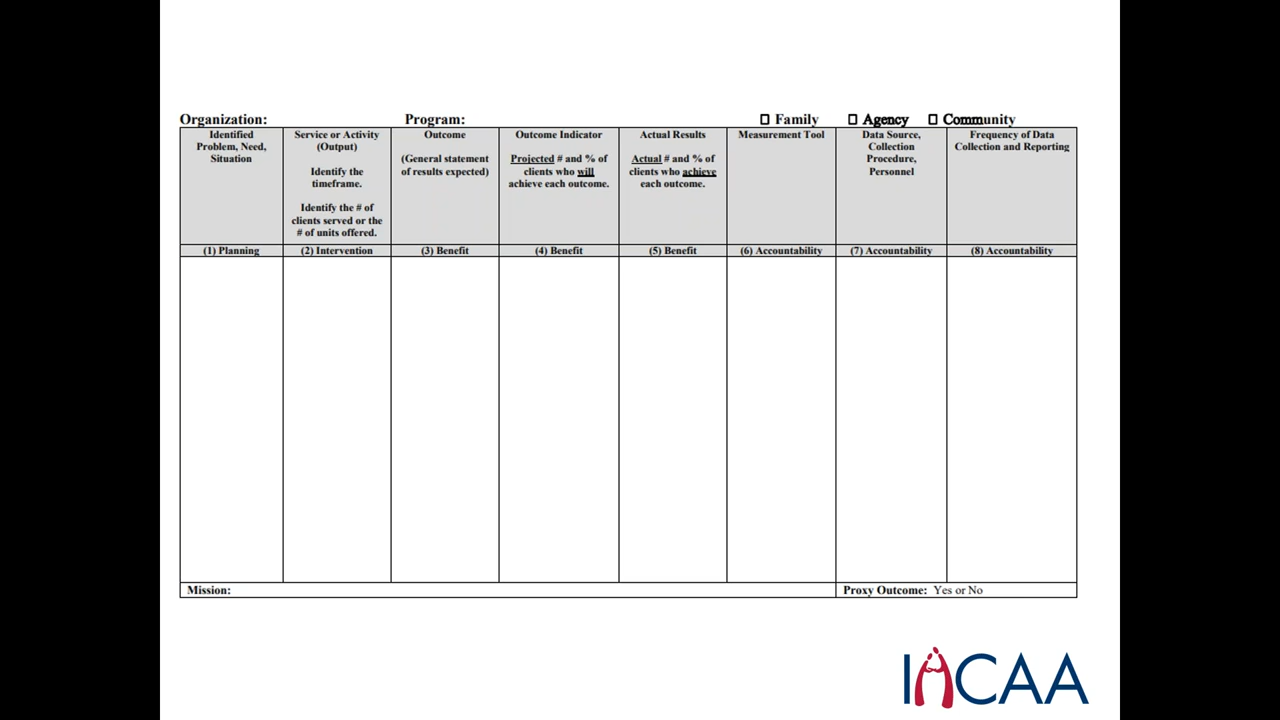 Organization: Program: Family Agency Community
Identified
Problem, Need,
Situation
Service or Activity
(Output)
Identify the
timeframe.
Identify the # of
clients served or the
# of units offered.
Outcome
(General statement
of results expected)
Outcome Indicator
Projected # and % of
clients who will
achieve each outcome.
Actual Results
Actual # and % of
clients who achieve
each outcome.
Measurement Tool
Data Source,
Collection
Procedure,
Personnel
Frequency of Data
Collection and Reporting
(1) Planning (2) Intervention (3) Benefit (4) Benefit (5) Benefit (6) Accountability (7) Accountability (8) Accountability
Mission: Proxy Outcome: Yes or No
IACAA